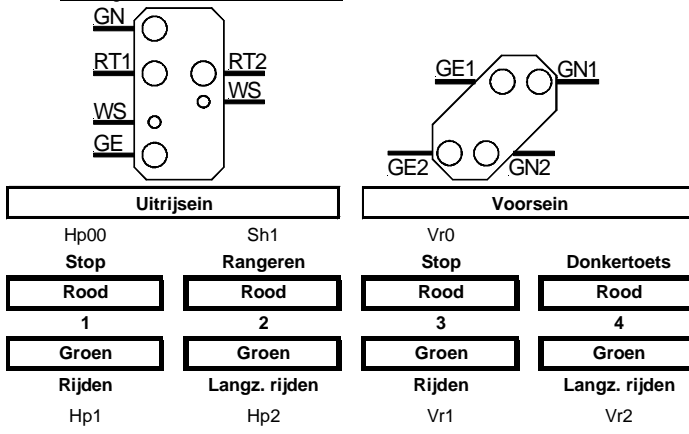 GN
RT1 RT2
WS
WS
GE
GE1 GN1
GE2 GN2
Uitrijsein Voorsein
Hp00 Sh1 Vr0
Stop Rangeren Stop Donkertoets
Rood Rood Rood Rood
1 2 3 4
Groen Groen Groen Groen
Rijden Langz. rijden Rijden Langz. rijden
Hp1 Hp2 Vr1 Vr2